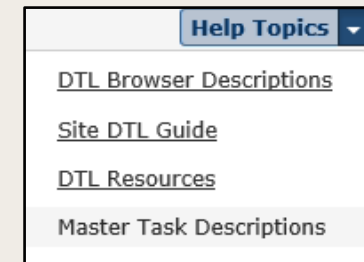 Help Topics
DTL Browser Descriptions
Site DTL Guide
DTL Resources
Master Task Descriptions